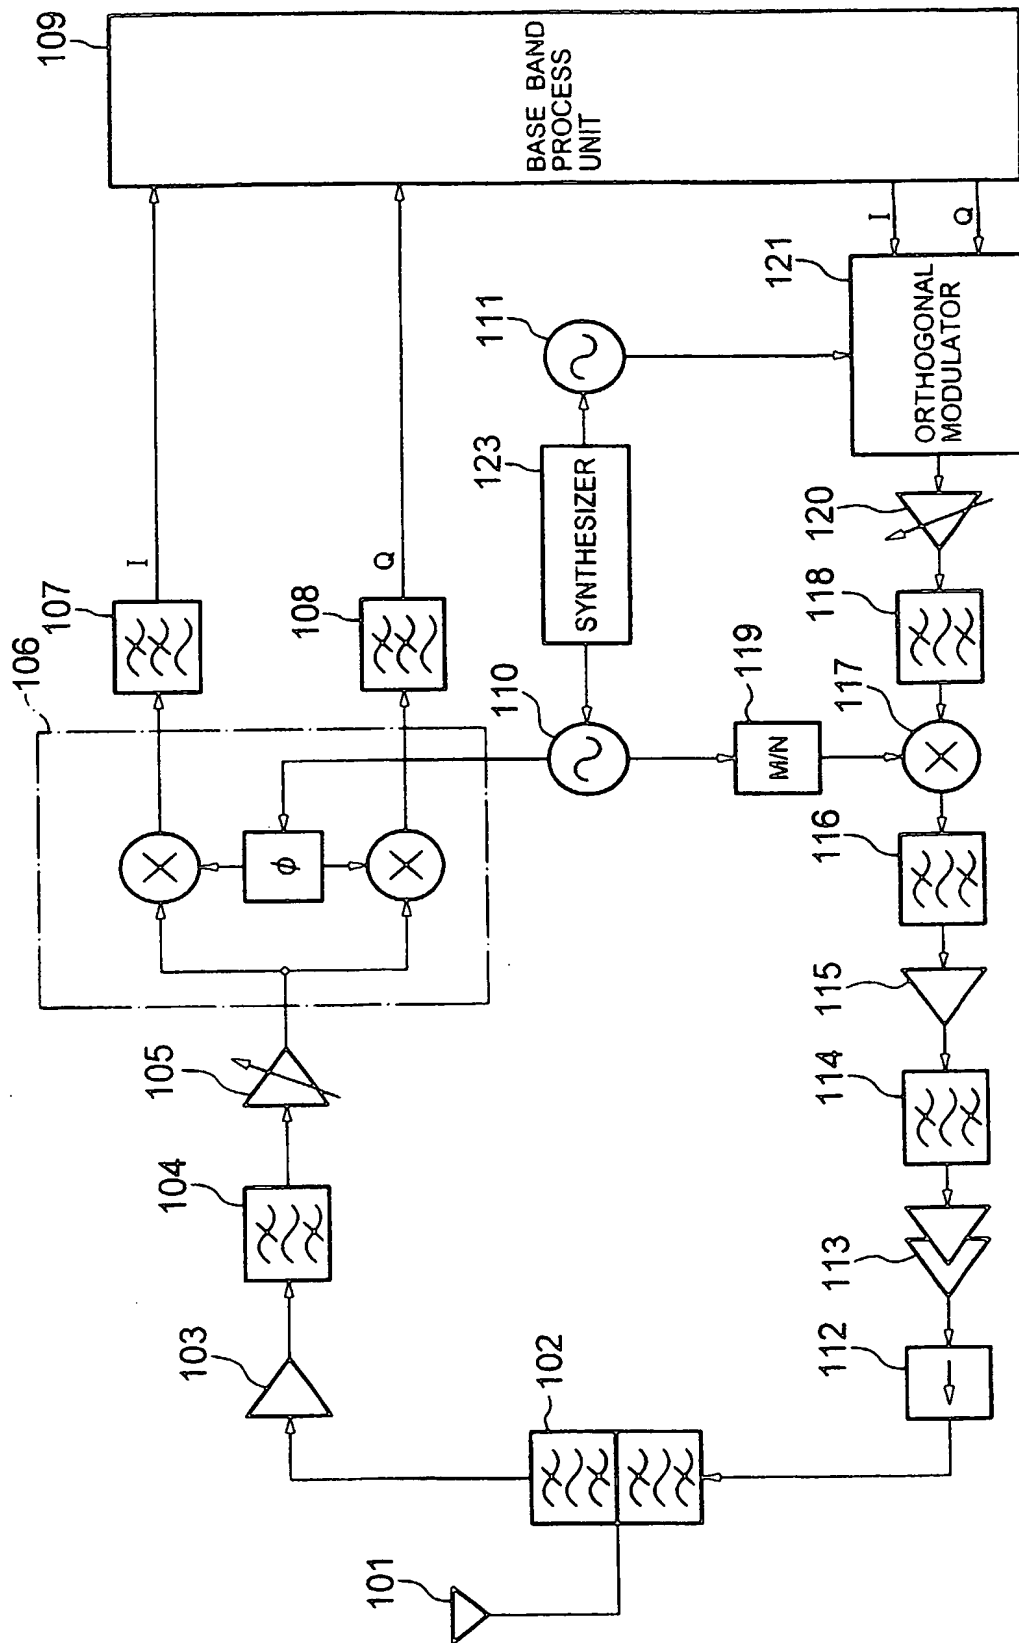 101
102
103
104
105
106
107
I
108
Q
109
BASE BAND
PROCESS
UNIT
φ
110
SYNTHESIZER
123
111
M/N
119
112
113
114
115
116
117
118
120
ORTHOGONAL
MODULATOR
121
I
Q